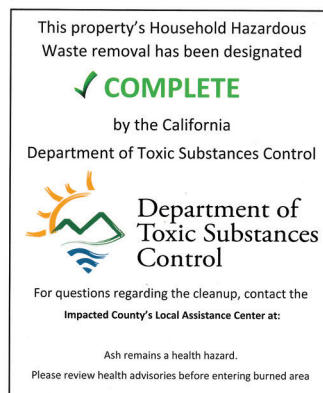 This property's Household Hazardous
Waste removal has been designated
✓ COMPLETE
by the California
Department of Toxic Substances Control
Department of
Toxic Substances
Control
For questions regarding the cleanup, contact the
Impacted County's Local Assistance Center at:
Ash remains a health hazard.
Please review health advisories before entering burned area